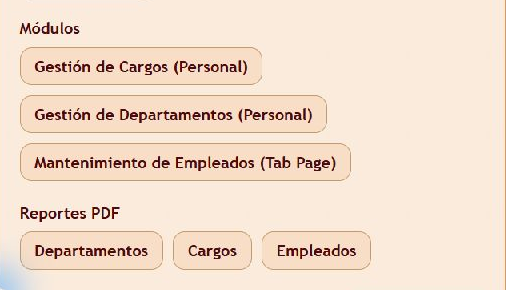 Módulos
Gestión de Cargos (Personal)
Gestión de Departamentos (Personal)
Mantenimiento de Empleados (Tab Page)
Reportes PDF
Departamentos Cargos Empleados